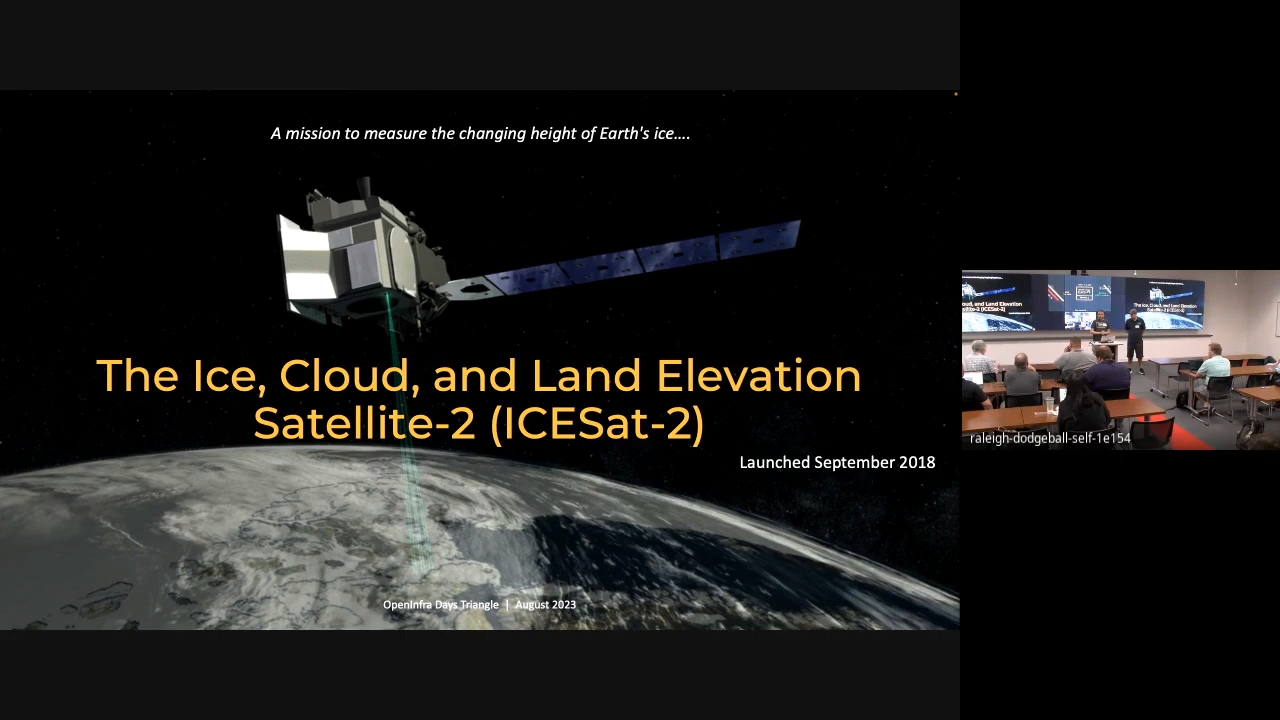 A mission to measure the changing height of Earth's ice....
The Ice, Cloud, and Land Elevation
Satellite-2 (ICESat-2)
Launched September 2018
OpenInfra Days Triangle | August 2023
raleigh-dodgeball-self-1e154